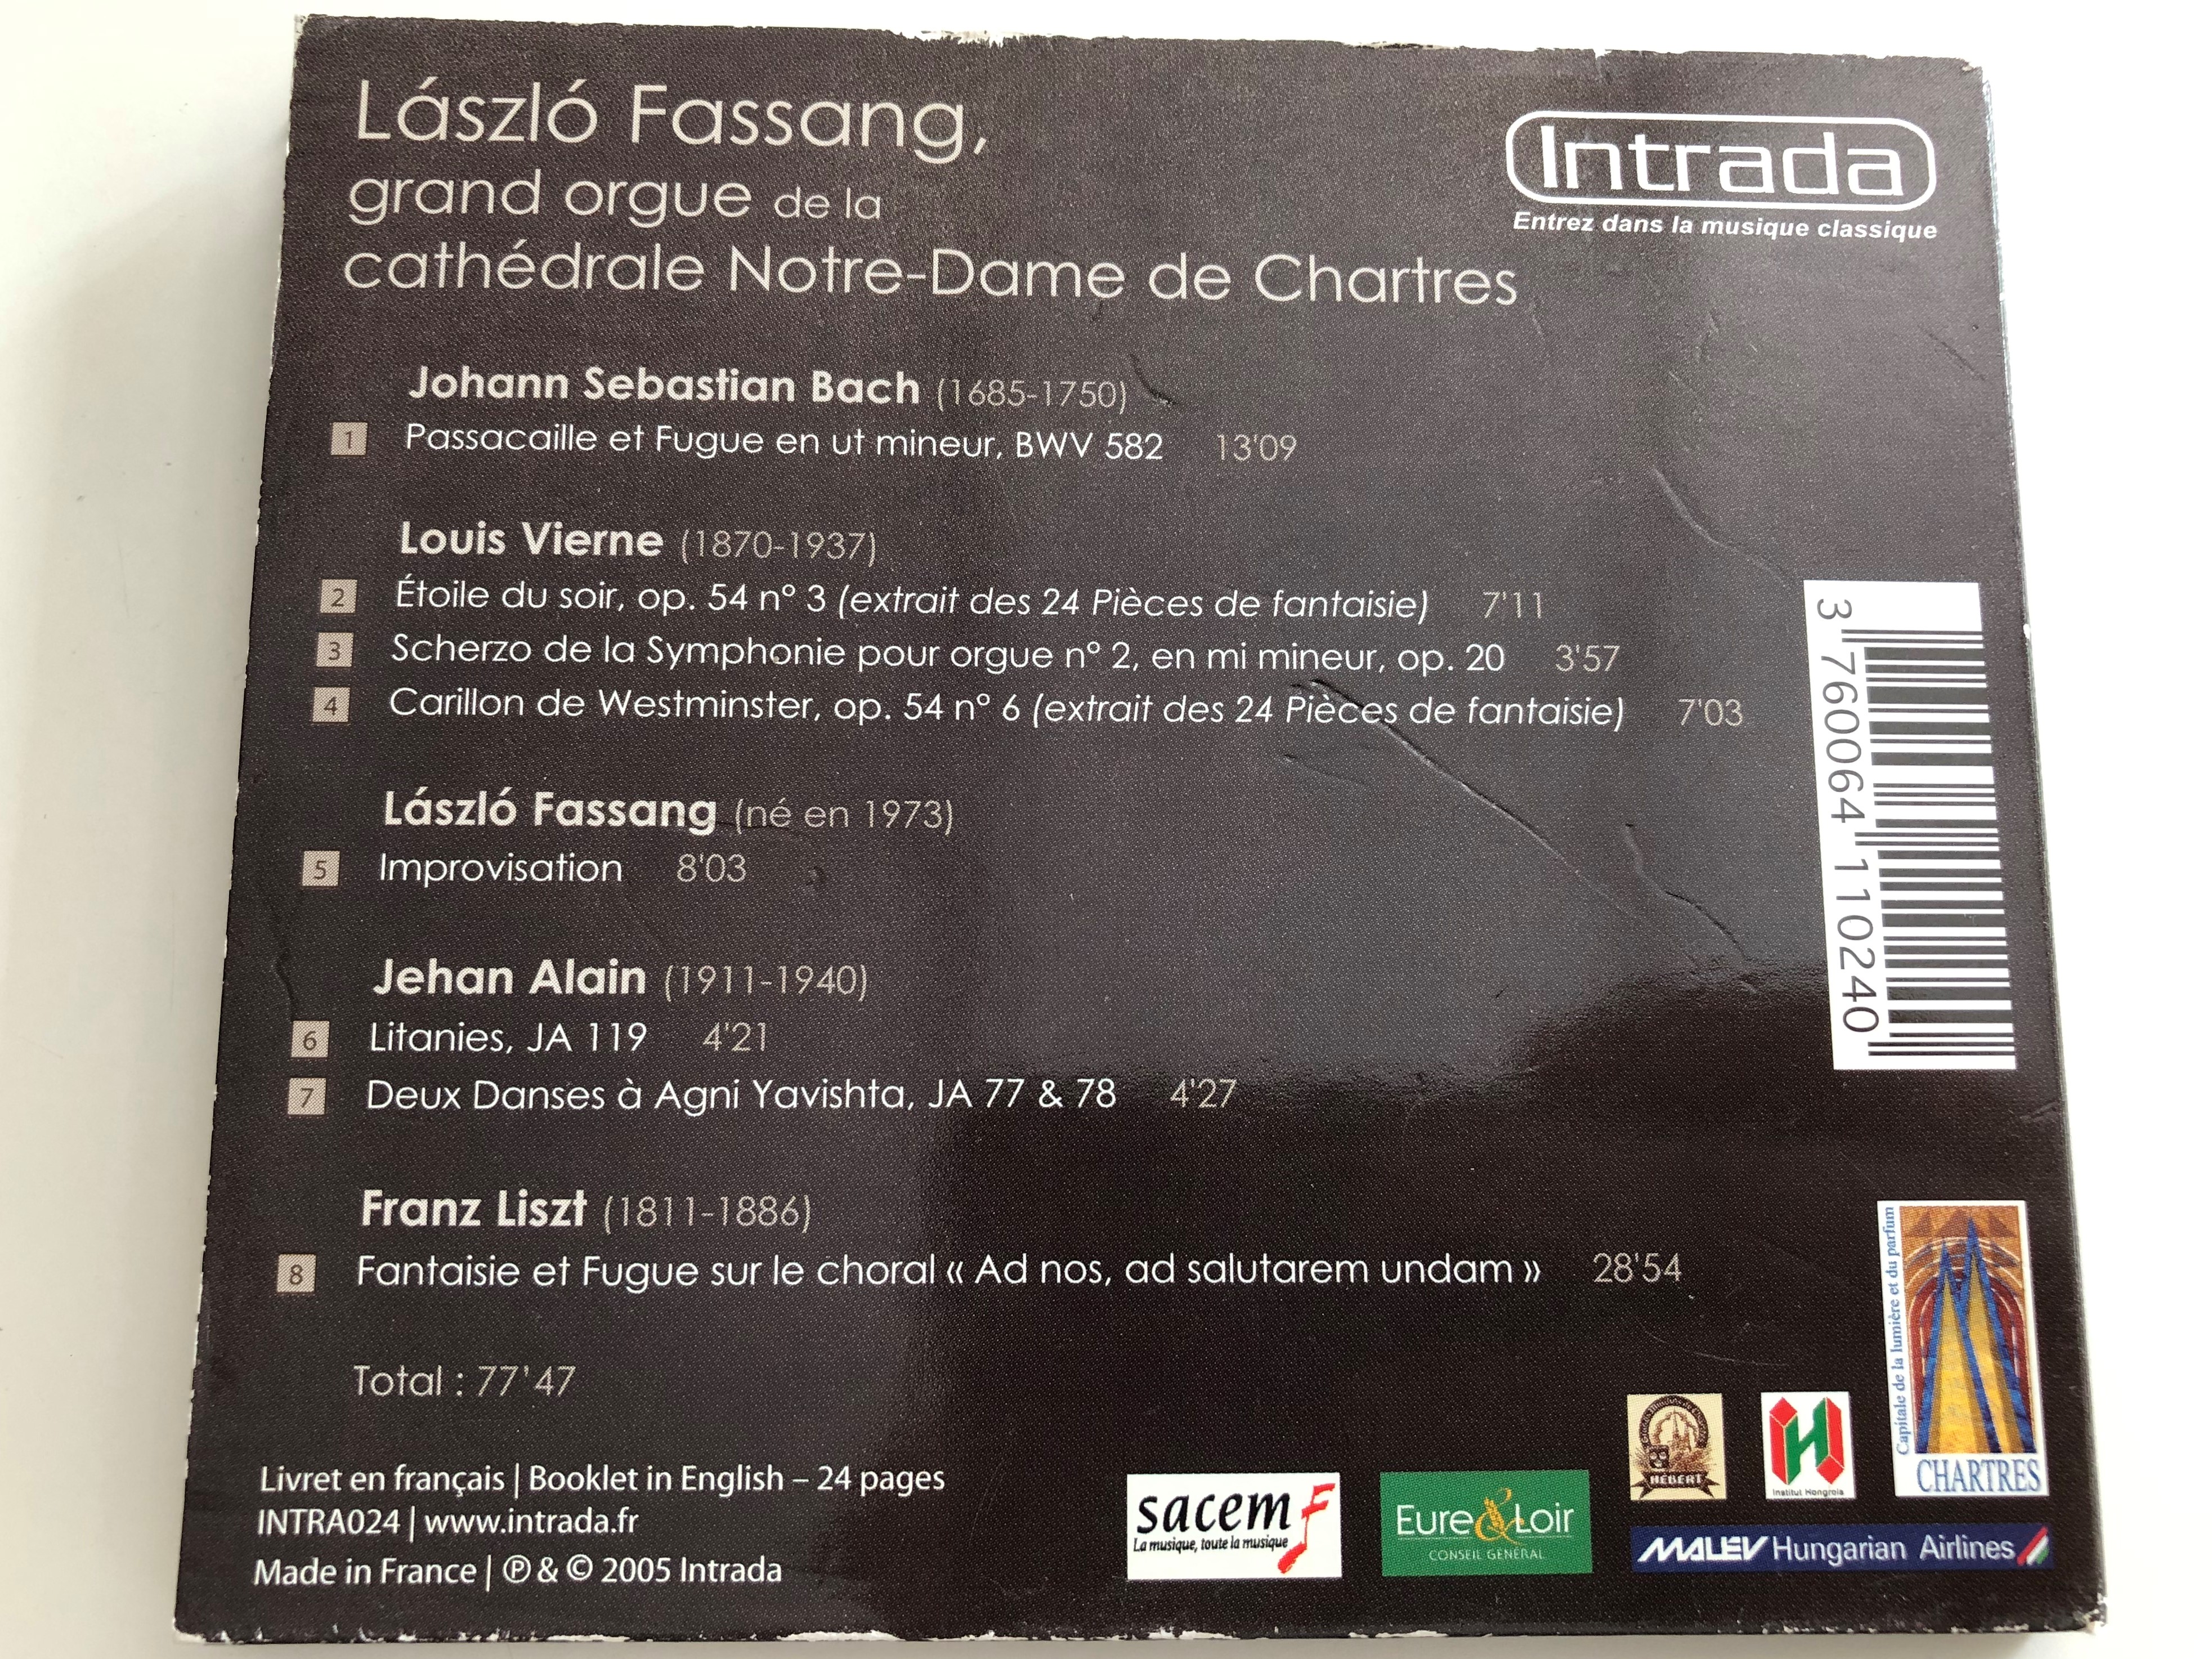 László Fassang,
grand orgue de la
cathédrale Notre-Dame de Chartres
Intrada
Entrez dans la musique classique
Johann Sebastian Bach (1685-1750)
1 Passacaille et Fugue en ut mineur, BWV 582 13'09
Louis Vierne (1870-1937)
2 Étoile du soir, op. 54 n° 3 (extrait des 24 Pièces de fantaisie) 7'11
3 Scherzo de la Symphonie pour orgue n° 2, en mi mineur, op. 20 3'57
4 Carillon de Westminster, op. 54 n° 6 (extrait des 24 Pièces de fantaisie) 7'03
László Fassang (né en 1973)
5 Improvisation 8'03
Jehan Alain (1911-1940)
6 Litanies, JA 119 4'21
7 Deux Danses à Agni Yavishta, JA 77 & 78 4'27
Franz Liszt (1811-1886)
8 Fantaisie et Fugue sur le choral « Ad nos, ad salutarem undam » 28'54
Total : 77'47
3 760064 110240
Livret en français | Booklet in English – 24 pages
INTRA024 | www.intrada.fr
Made in France | ℗ & © 2005 Intrada
sacem
La musique, toute la musique
Eure & Loir
CONSEIL GÉNÉRAL
HÉBERT
Institut Hongrois
Capitale de la lumière et du parfum
CHARTRES
MALEV Hungarian Airlines